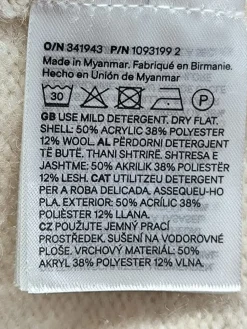 O/N 341943 P/N 1093199 2
Made in Myanmar. Fabriqué en Birmanie.
Hecho en Unión de Myanmar
30
P
GB USE MILD DETERGENT. DRY FLAT.
SHELL: 50% ACRYLIC 38% POLYESTER
12% WOOL. AL PËRDORNI DETERGJENT
TË BUTË. THANI SHTRIRË. SHTRESA E
JASHTME: 50% AKRILIK 38% POLIESTER
12% LESH. CAT UTILITZEU DETERGENT
PER A ROBA DELICADA. ASSEQUEU-HO
PLA. EXTERIOR: 50% ACRÍLIC 38%
POLIÈSTER 12% LLANA.
CZ POUŽIJTE JEMNÝ PRACÍ
PROSTŘEDEK. SUŠENÍ NA VODOROVNÉ
PLOŠE. VRCHOVÝ MATERIÁL: 50%
AKRYL 38% POLYESTER 12% VLNA.